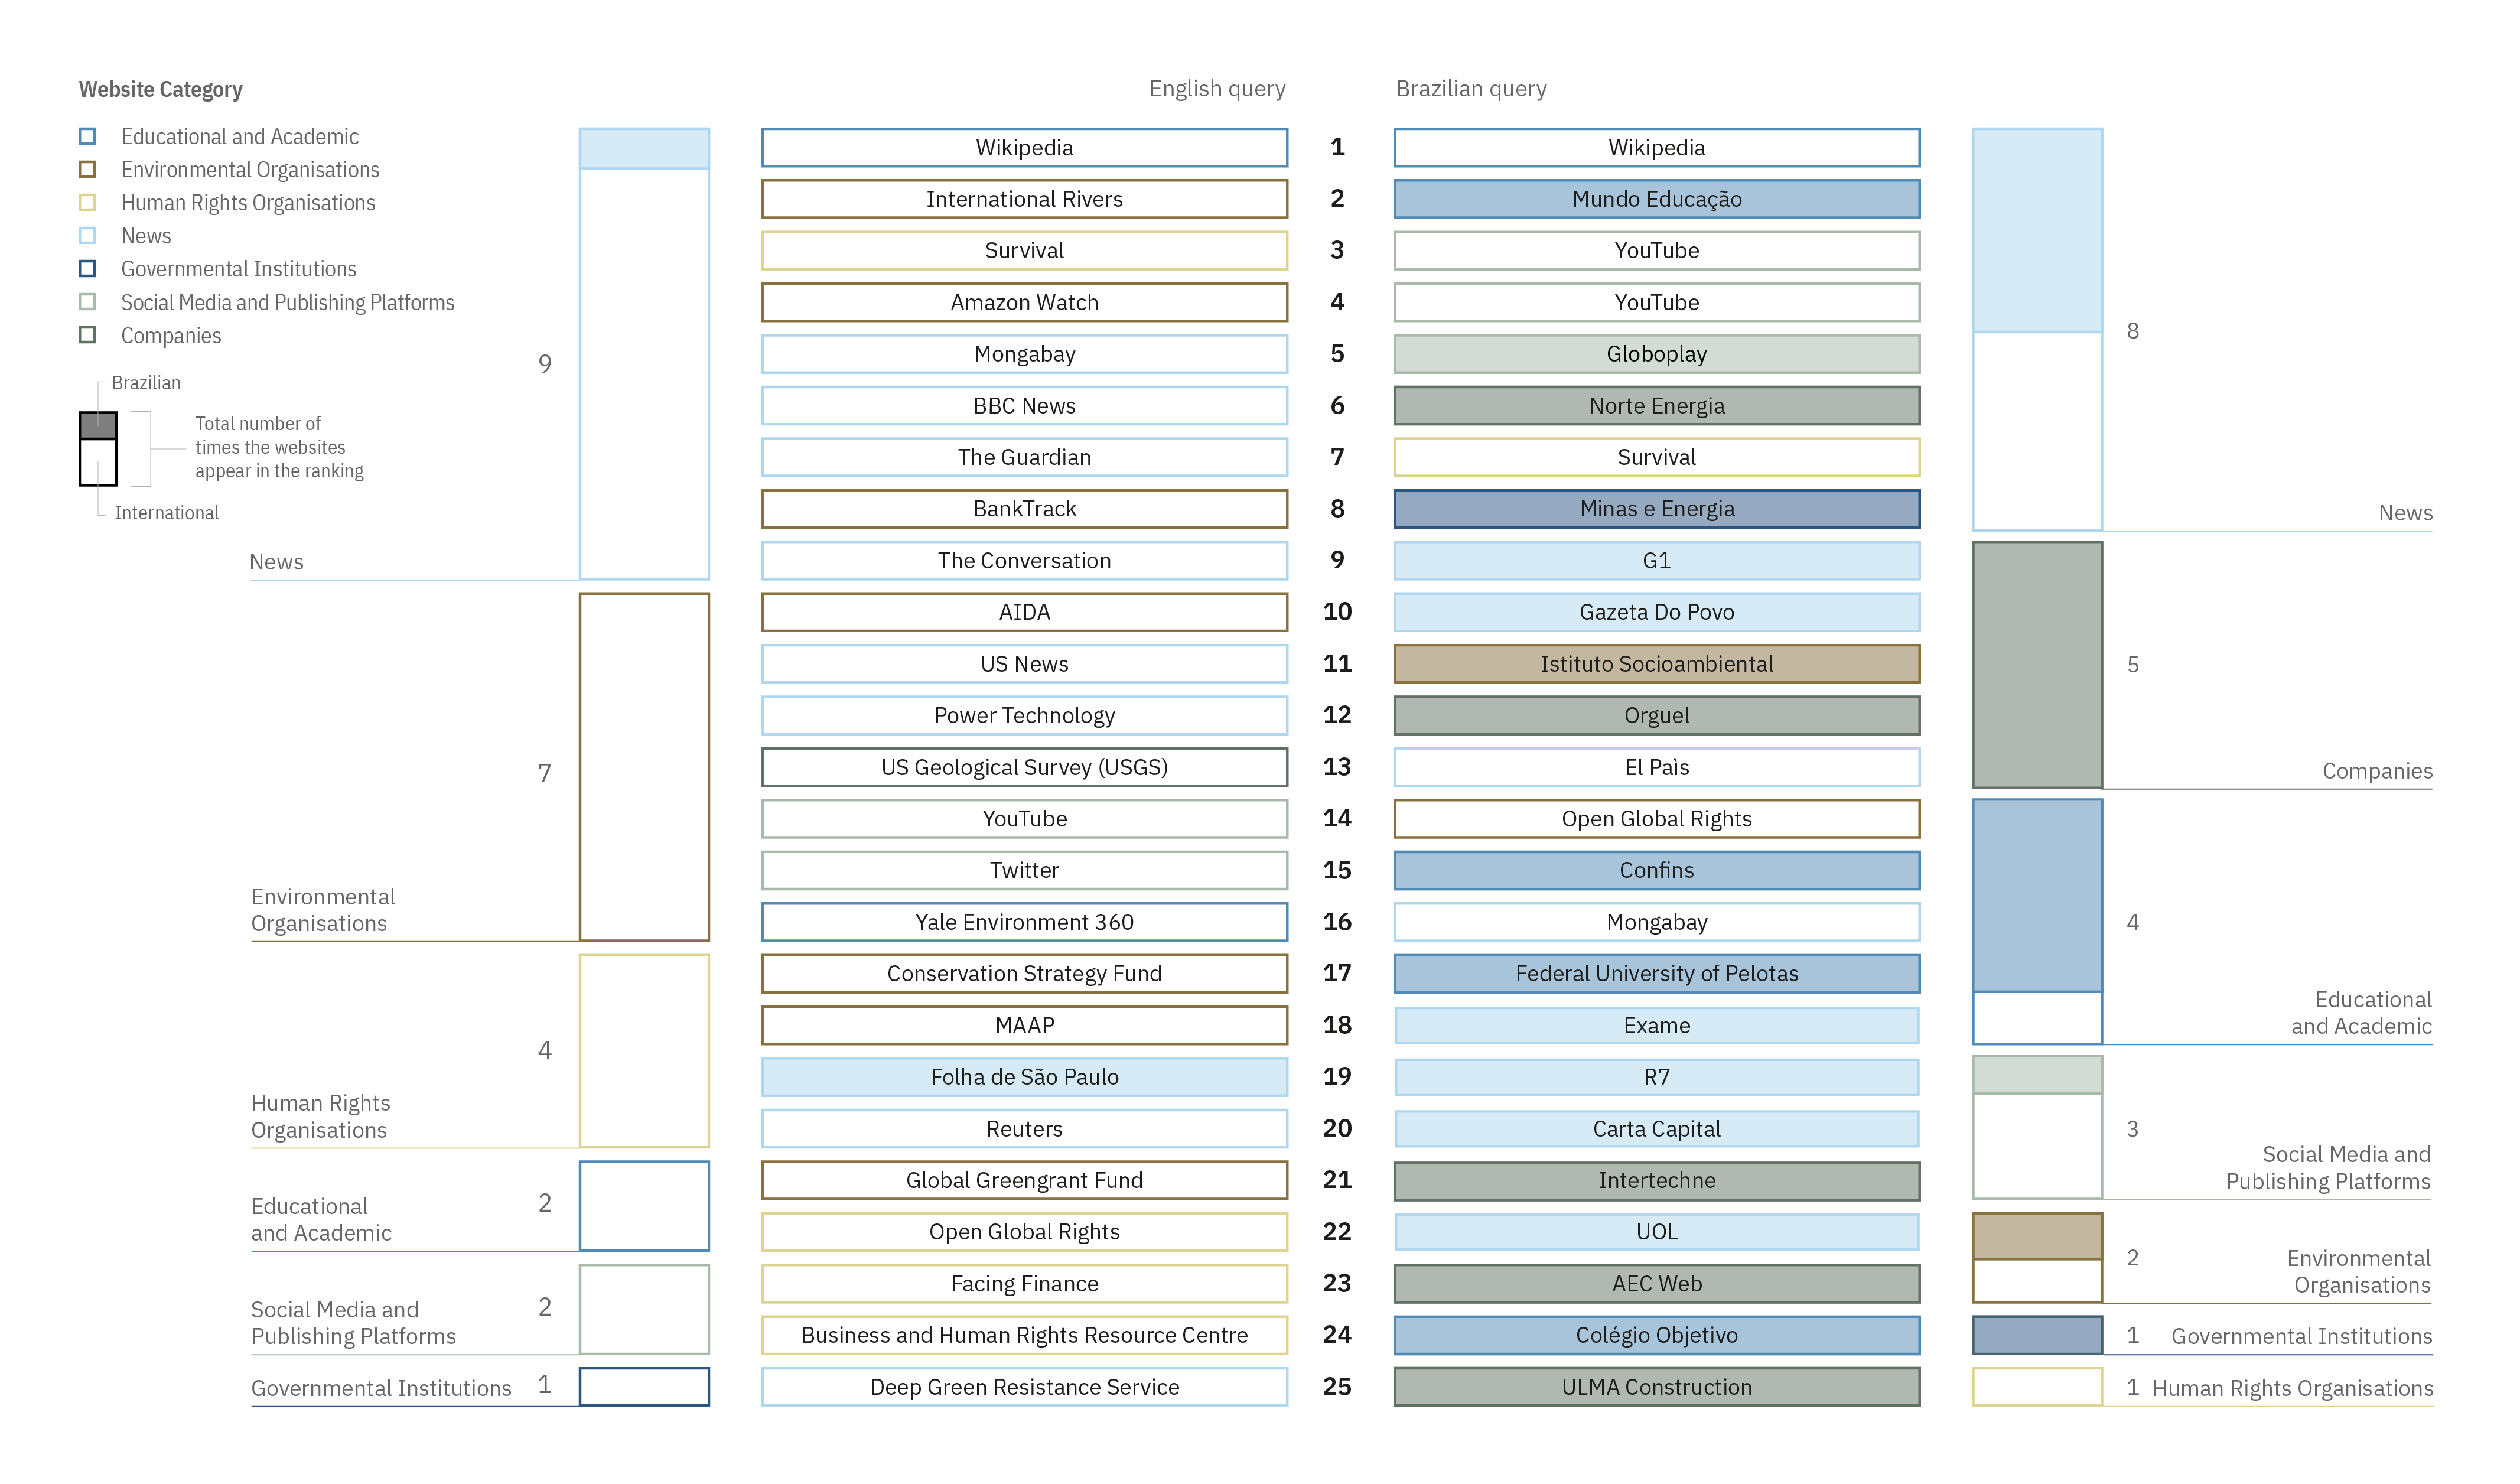 Website Category
Educational and Academic
Environmental Organisations
Human Rights Organisations
News
Governmental Institutions
Social Media and Publishing Platforms
Companies
Brazilian
Total number of
times the websites
appear in the ranking
International
9
News
7
Environmental
Organisations
4
Human Rights
Organisations
2
Educational
and Academic
2
Social Media and
Publishing Platforms
Governmental Institutions 1
English query Brazilian query
Wikipedia 1 Wikipedia
International Rivers 2 Mundo Educação
Survival 3 YouTube
Amazon Watch 4 YouTube
Mongabay 5 Globoplay
BBC News 6 Norte Energia
The Guardian 7 Survival
BankTrack 8 Minas e Energia
The Conversation 9 G1
AIDA 10 Gazeta Do Povo
US News 11 Istituto Socioambiental
Power Technology 12 Orguel
US Geological Survey (USGS) 13 El Paìs
YouTube 14 Open Global Rights
Twitter 15 Confins
Yale Environment 360 16 Mongabay
Conservation Strategy Fund 17 Federal University of Pelotas
MAAP 18 Exame
Folha de São Paulo 19 R7
Reuters 20 Carta Capital
Global Greengrant Fund 21 Intertechne
Open Global Rights 22 UOL
Facing Finance 23 AEC Web
Business and Human Rights Resource Centre 24 Colégio Objetivo
Deep Green Resistance Service 25 ULMA Construction
8
News
5
Companies
4
Educational
and Academic
3
Social Media and
Publishing Platforms
2
Environmental
Organisations
1 Governmental Institutions
1 Human Rights Organisations